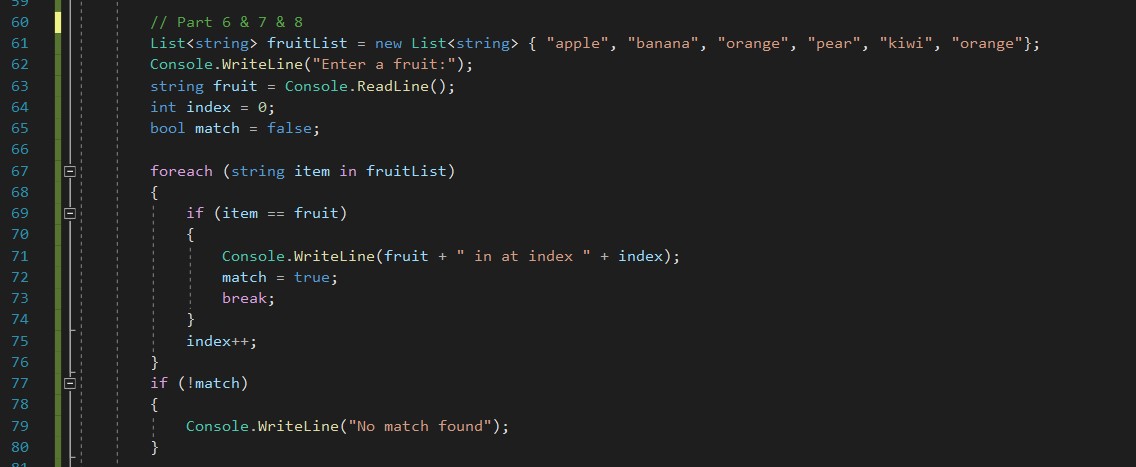 59
60 // Part 6 & 7 & 8
61 List<string> fruitList = new List<string> { "apple", "banana", "orange", "pear", "kiwi", "orange"};
62 Console.WriteLine("Enter a fruit:");
63 string fruit = Console.ReadLine();
64 int index = 0;
65 bool match = false;
66
67 foreach (string item in fruitList)
68 {
69 if (item == fruit)
70 {
71 Console.WriteLine(fruit + " in at index " + index);
72 match = true;
73 break;
74 }
75 index++;
76 }
77 if (!match)
78 {
79 Console.WriteLine("No match found");
80 }
81